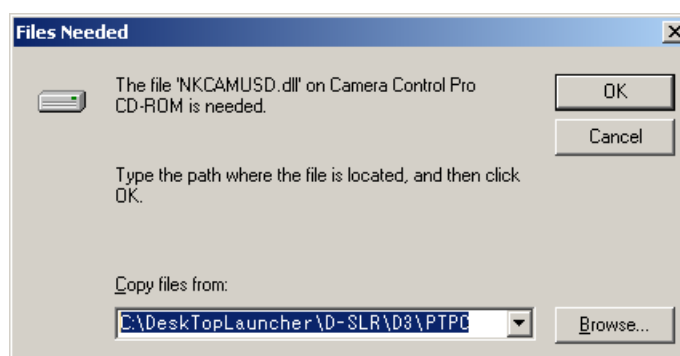 Files Needed
The file 'NKCAMUSD.dll' on Camera Control Pro
CD-ROM is needed.
OK
Cancel
Type the path where the file is located, and then click
OK.
Copy files from:
C:\DeskTopLauncher\D-SLR\D3\PTPC
Browse...